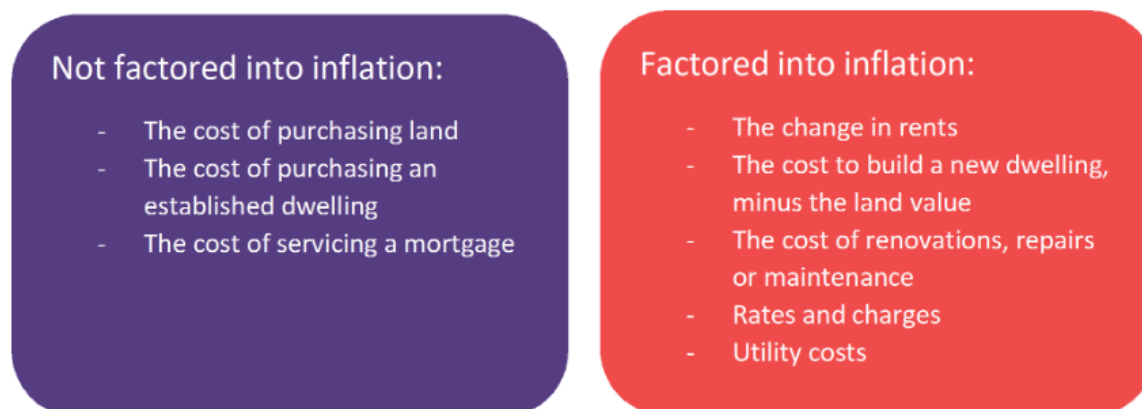 Not factored into inflation:
- The cost of purchasing land
- The cost of purchasing an
established dwelling
- The cost of servicing a mortgage
Factored into inflation:
- The change in rents
- The cost to build a new dwelling,
minus the land value
- The cost of renovations, repairs
or maintenance
- Rates and charges
- Utility costs